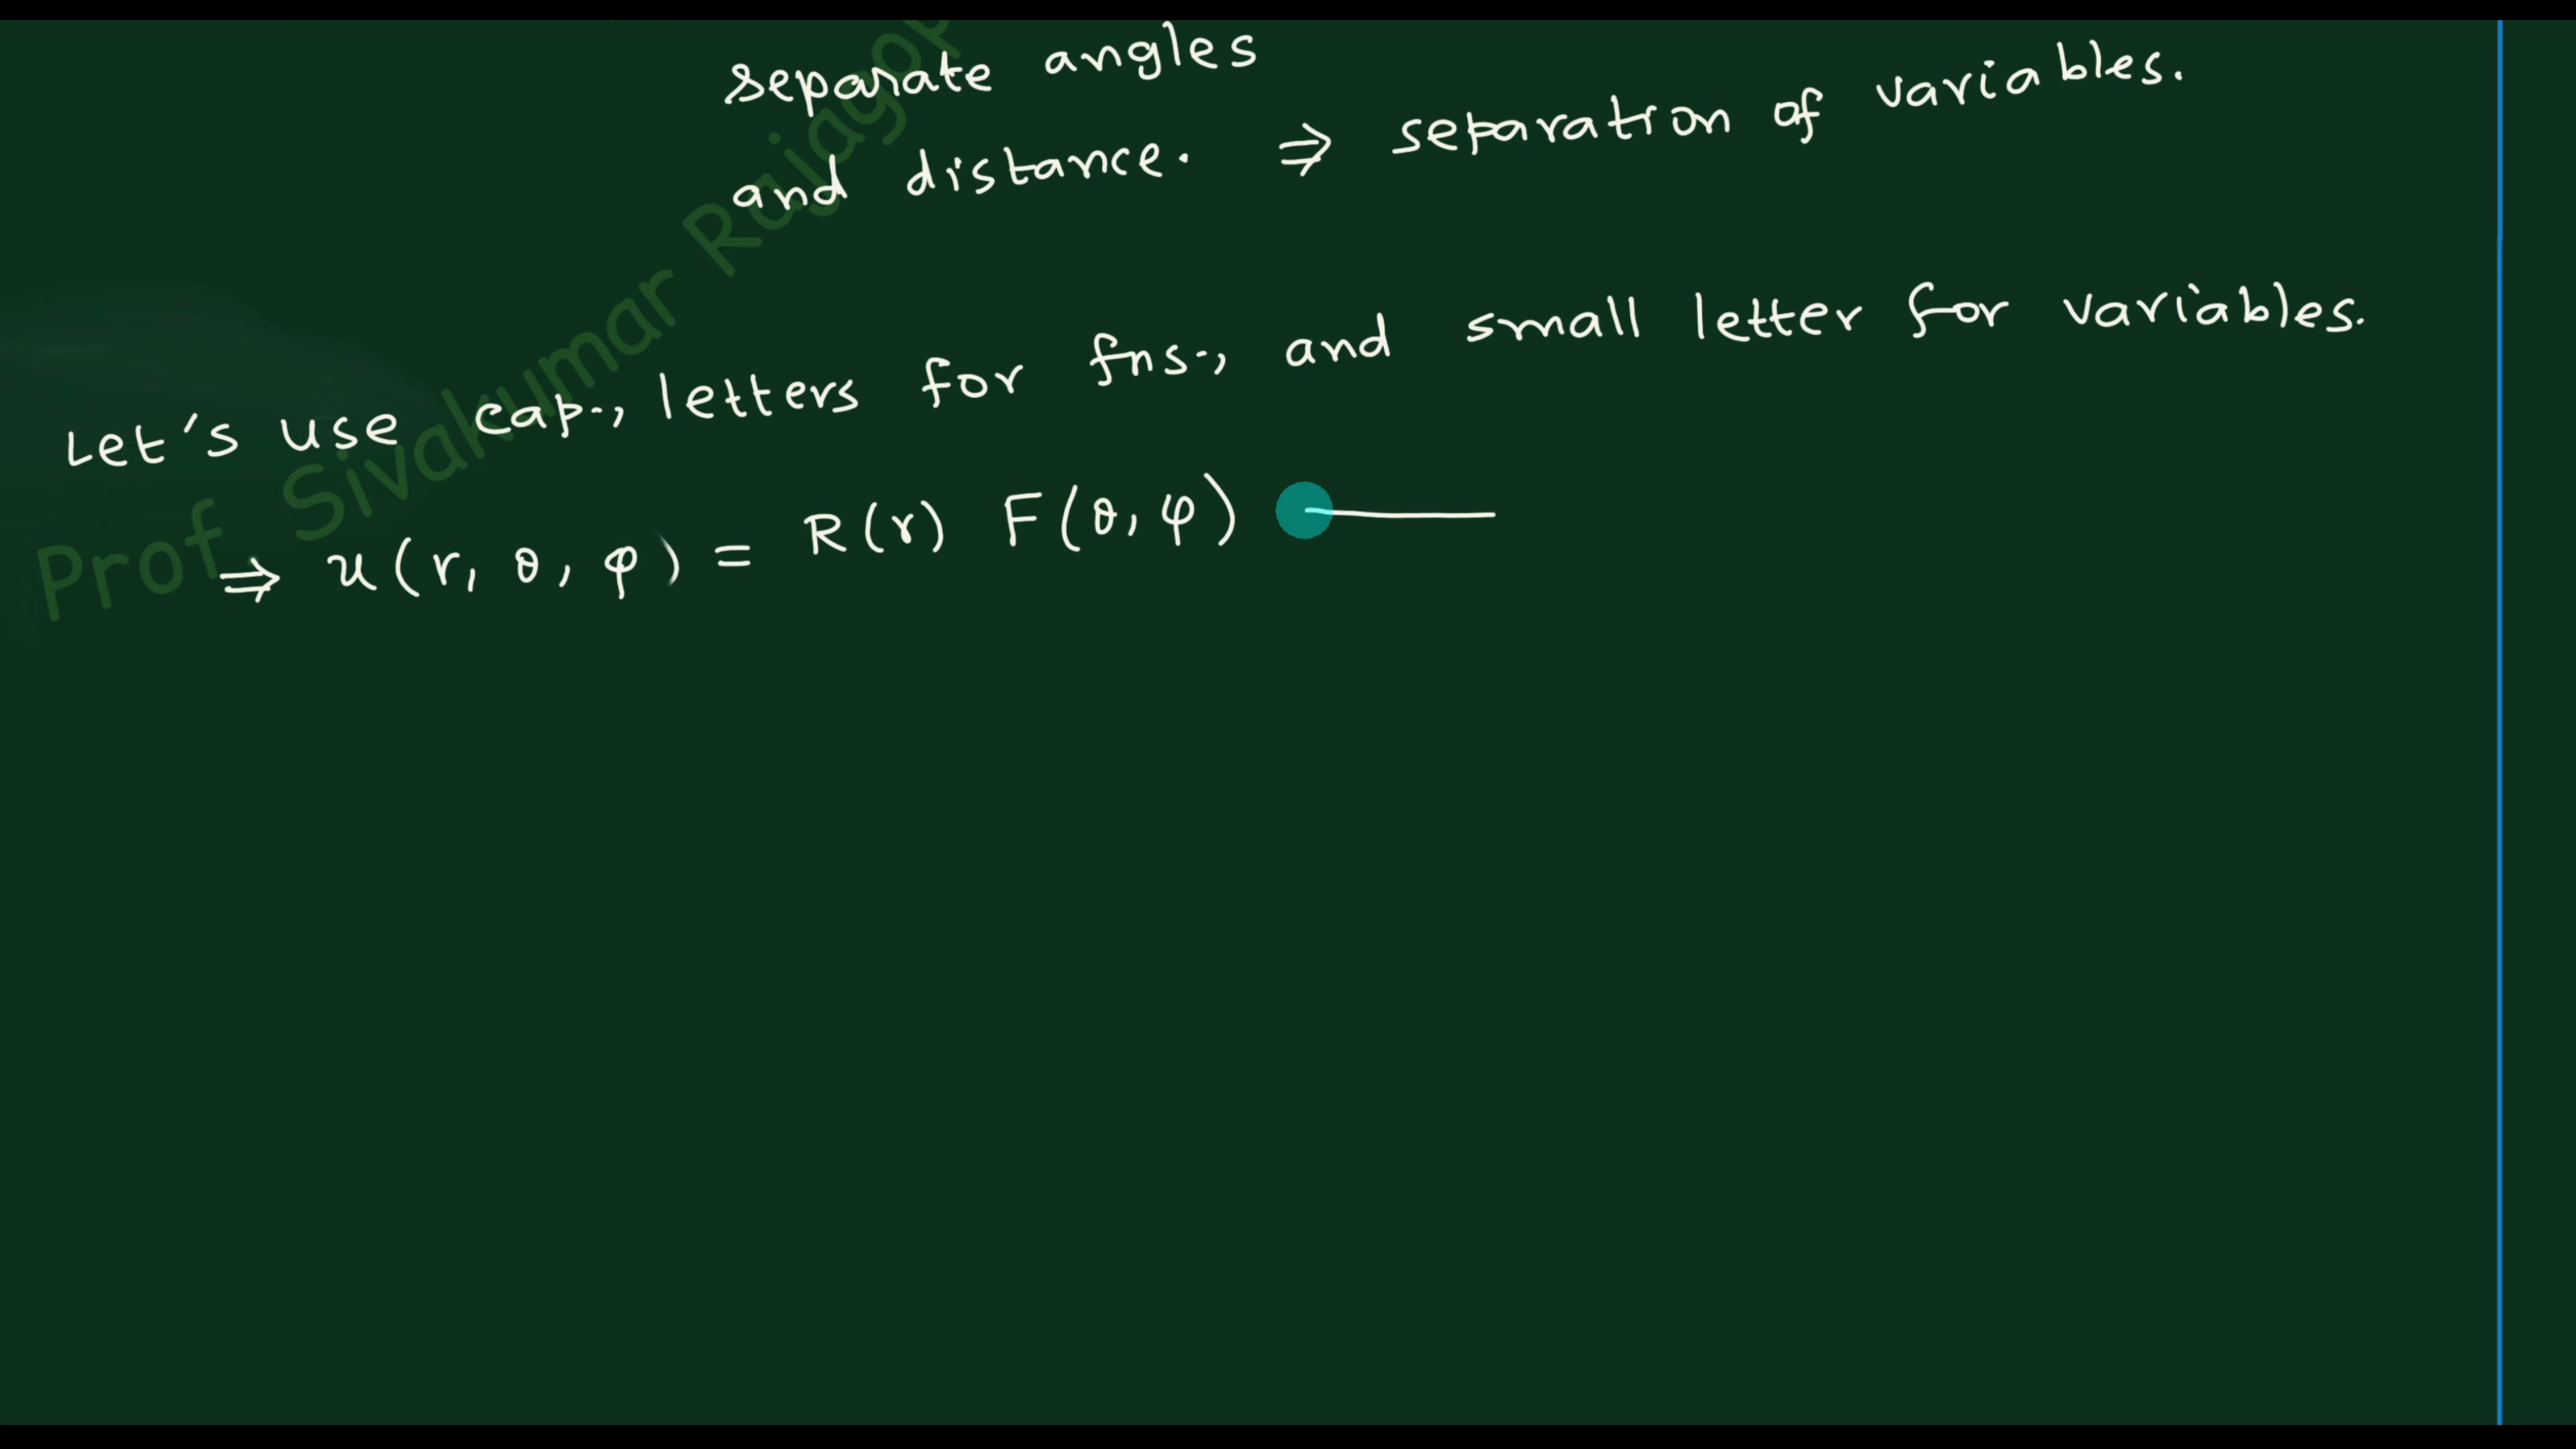 separate angles
and distance. ⇒ separation of variables.
Let's use cap., letters for fns., and small letter for variables.
⇒ u(r, θ, φ) = R(r) F(θ, φ)
Prof. Sivakumar Rajagop